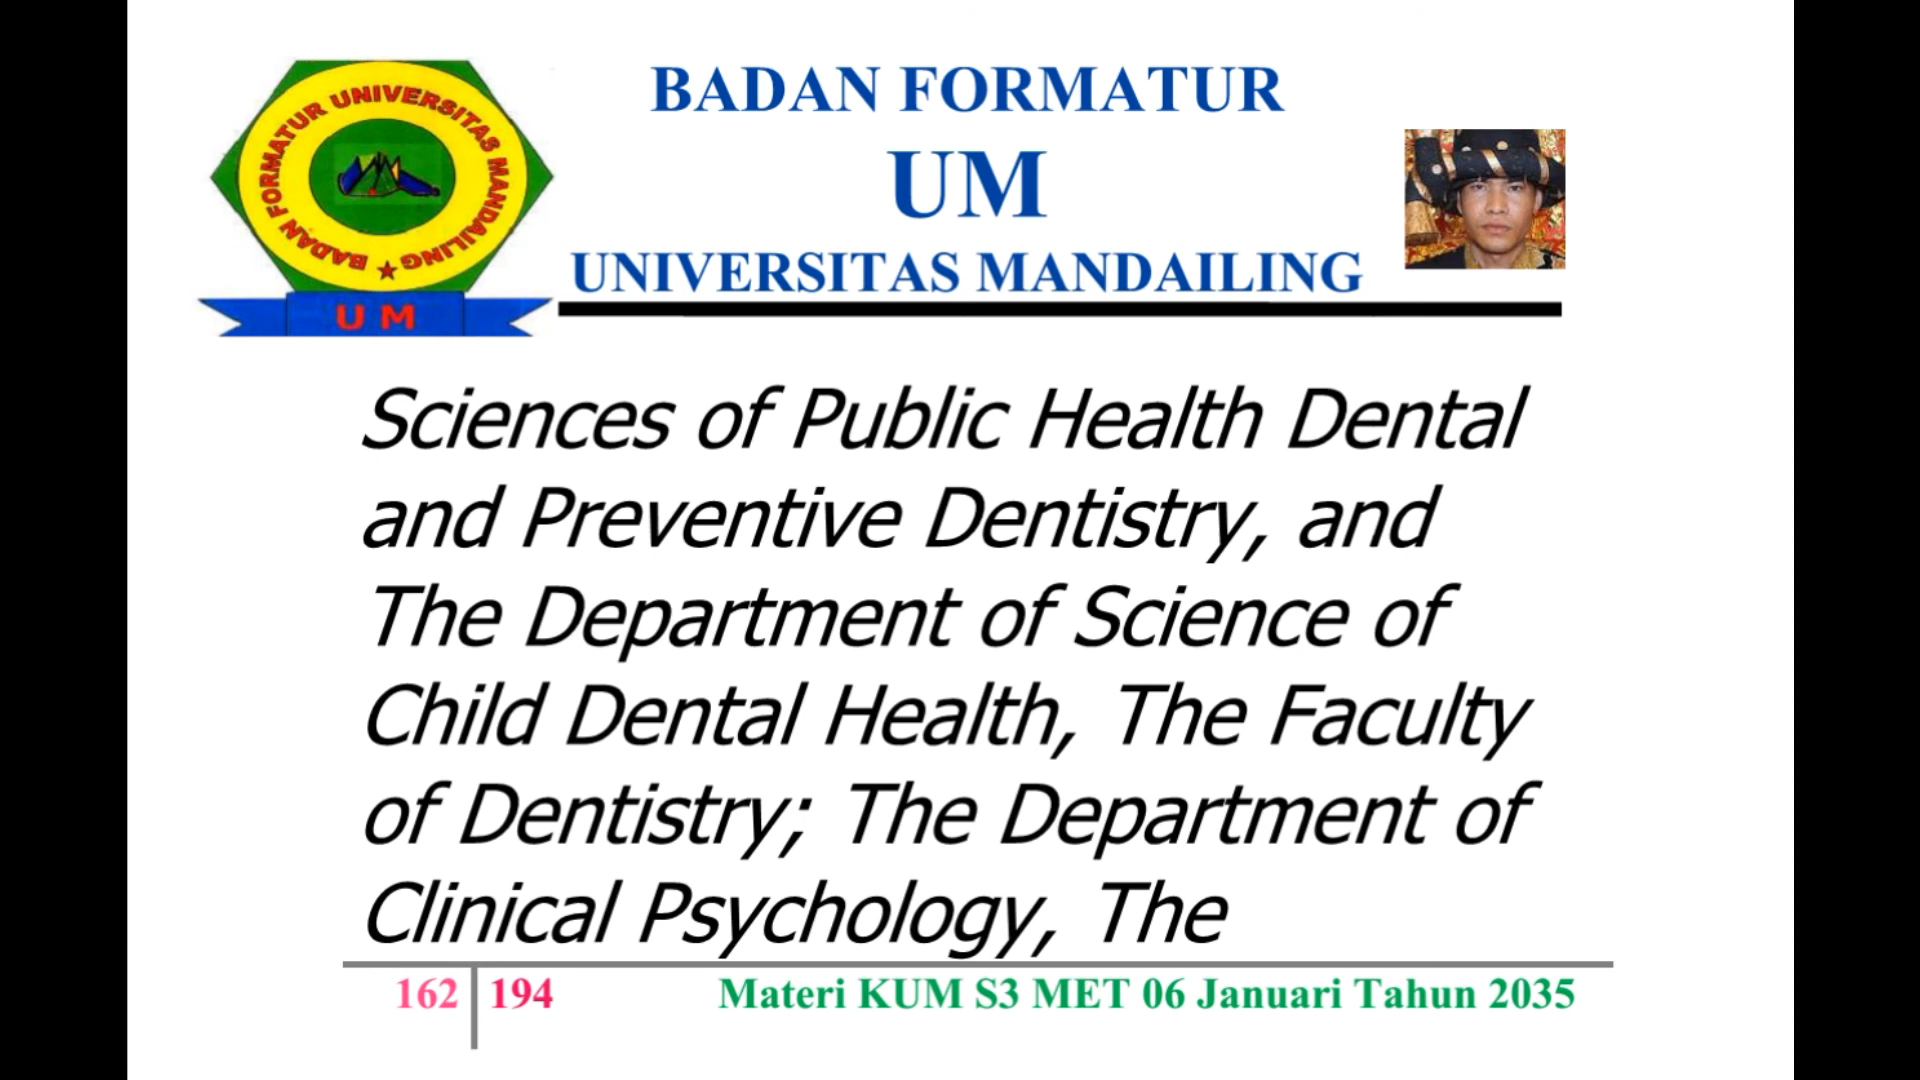 BADAN FORMATUR UNIVERSITAS MANDAILING
UM
BADAN FORMATUR
UM
UNIVERSITAS MANDAILING
Sciences of Public Health Dental
and Preventive Dentistry, and
The Department of Science of
Child Dental Health, The Faculty
of Dentistry; The Department of
Clinical Psychology, The
162 194
Materi KUM S3 MET 06 Januari Tahun 2035